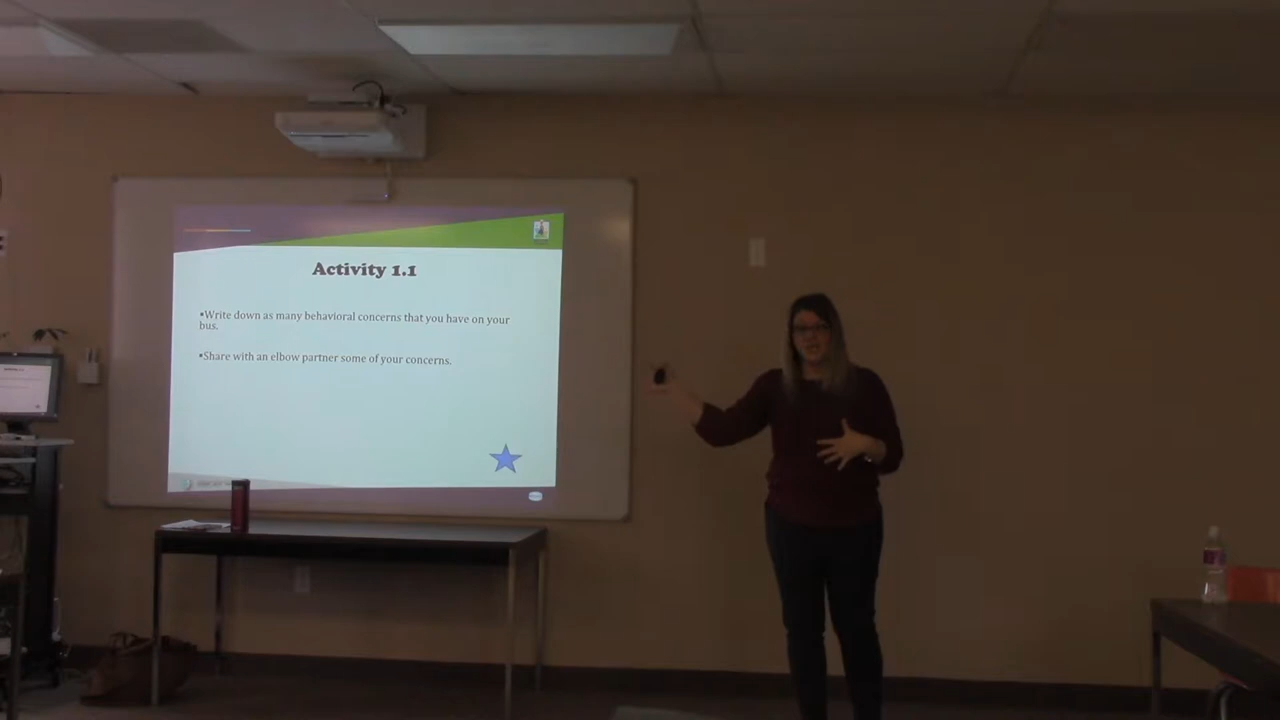 Activity 1.1
▪Write down as many behavioral concerns that you have on your
bus.
▪Share with an elbow partner some of your concerns.